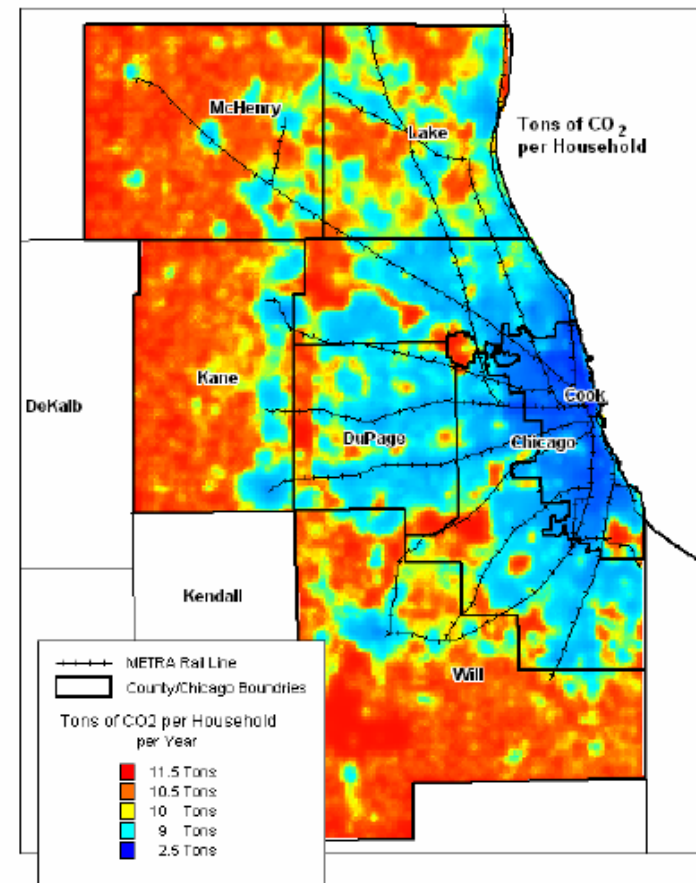 McHenry
Lake
Tons of CO2
per Household
Kane
Cook
DeKalb
DuPage
Chicago
Kendall
Will
METRA Rail Line
County/Chicago Boundries
Tons of CO2 per Household
per Year
11.5 Tons
10.5 Tons
10 Tons
9 Tons
2.5 Tons